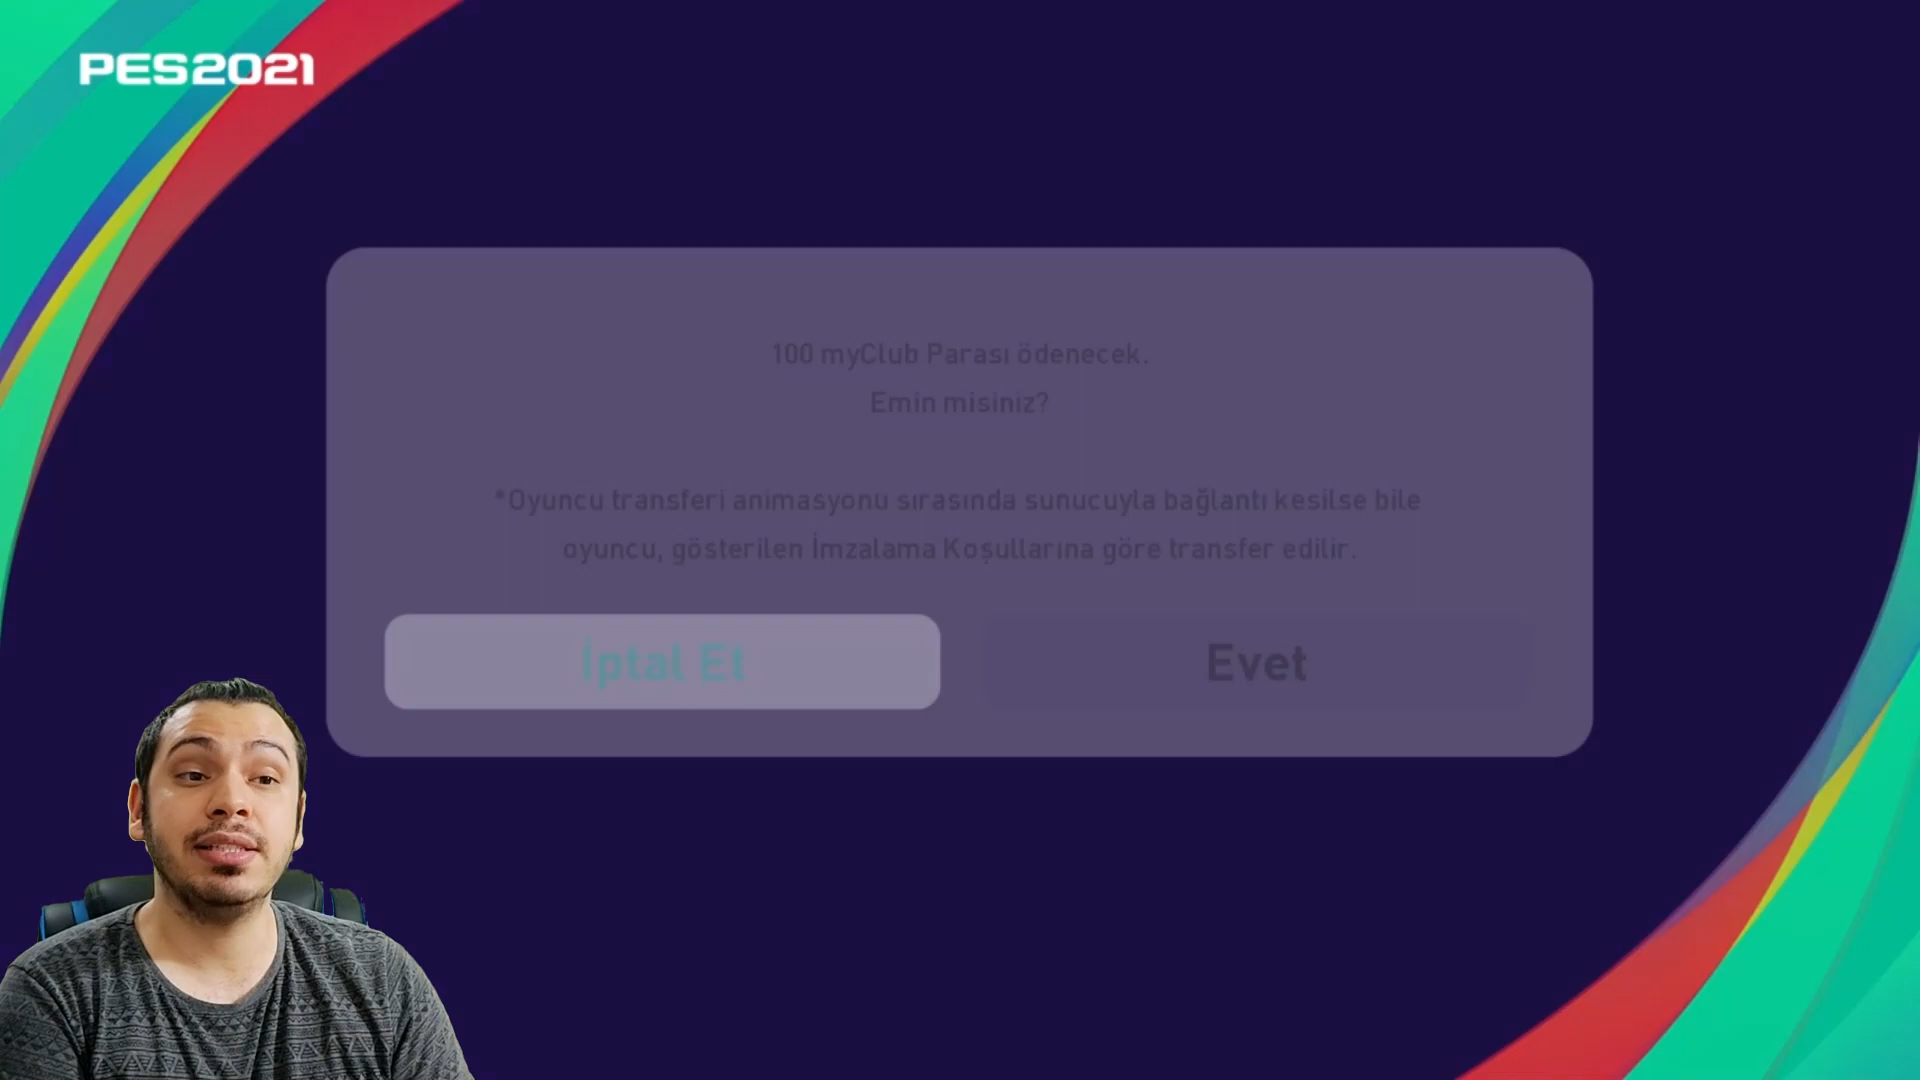 PES2021
100 myClub Parası ödenecek.
Emin misiniz?
*Oyuncu transferi animasyonu sırasında sunucuyla bağlantı kesilse bile
oyuncu, gösterilen İmzalama Koşullarına göre transfer edilir.
İptal Et
Evet